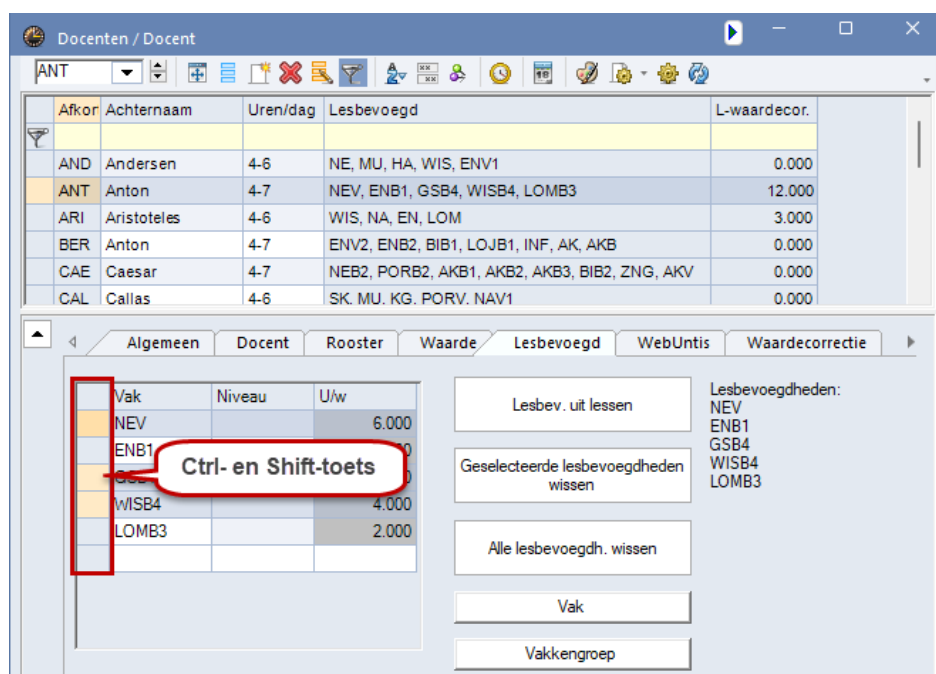 Docenten / Docent
ANT
Afkor Achternaam Uren/dag Lesbevoegd L-waardecor.
AND Andersen 4-6 NE, MU, HA, WIS, ENV1 0.000
ANT Anton 4-7 NEV, ENB1, GSB4, WISB4, LOMB3 12.000
ARI Aristoteles 4-6 WIS, NA, EN, LOM 3.000
BER Anton 4-7 ENV2, ENB2, BIB1, LOJB1, INF, AK, AKB 0.000
CAE Caesar 4-7 NEB2, PORB2, AKB1, AKB2, AKB3, BIB2, ZNG, AKV 0.000
CAL Callas 4-6 SK, MU, KG, PORV, NAV1 0.000
Algemeen Docent Rooster Waarde Lesbevoegd WebUntis Waardecorrectie
Vak Niveau U/w
NEV 6.000
ENB1
Ctrl- en Shift-toets
WISB4 4.000
LOMB3 2.000
Lesbev. uit lessen
Geselecteerde lesbevoegdheden
wissen
Alle lesbevoegdh. wissen
Vak
Vakkengroep
Lesbevoegdheden:
NEV
ENB1
GSB4
WISB4
LOMB3